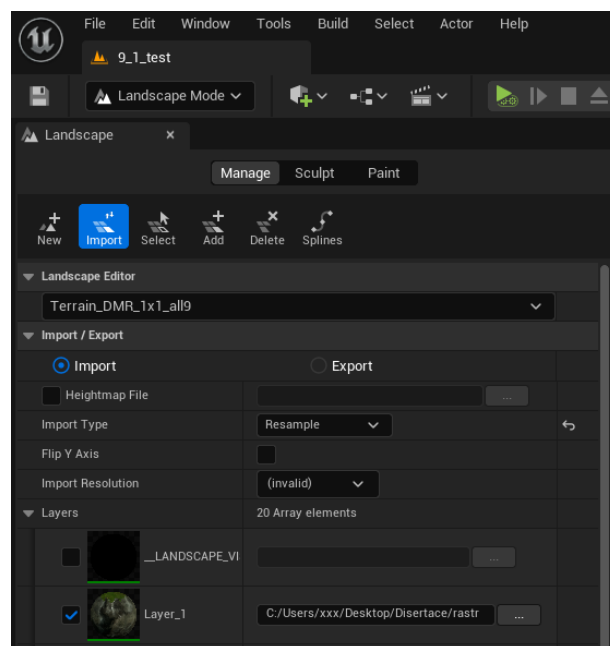 File Edit Window Tools Build Select Actor Help
9_1_test
Landscape Mode
Landscape
Manage Sculpt Paint
New Import Select Add Delete Splines
Landscape Editor
Terrain_DMR_1x1_all9
Import / Export
Import Export
Heightmap File ...
Import Type Resample
Flip Y Axis
Import Resolution (invalid)
Layers 20 Array elements
__LANDSCAPE_VI ...
Layer_1 C:/Users/xxx/Desktop/Disertace/rastr ...